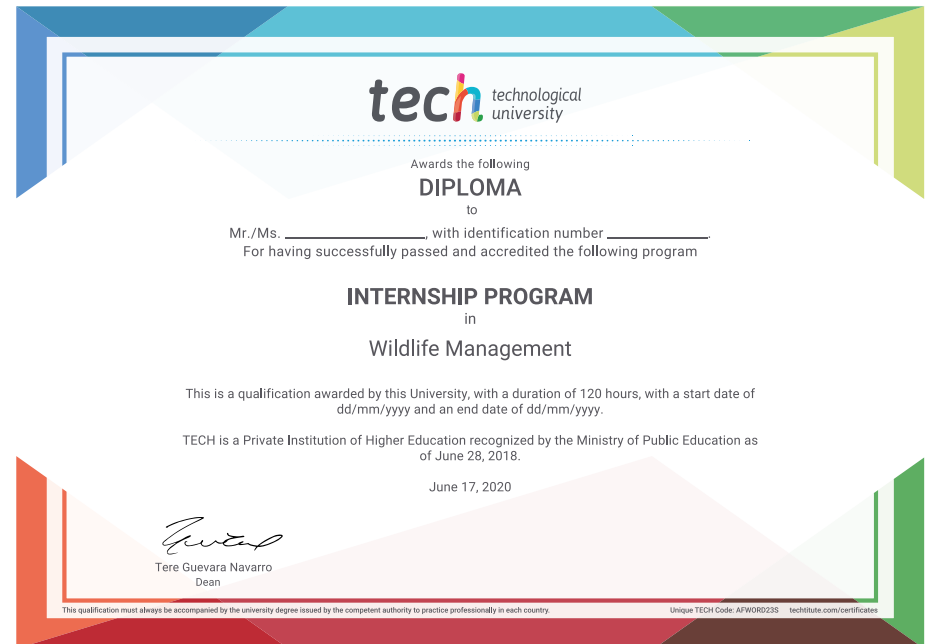 tech technological
university
Awards the following
DIPLOMA
to
Mr./Ms. ____________________, with identification number ______________.
For having successfully passed and accredited the following program
INTERNSHIP PROGRAM
in
Wildlife Management
This is a qualification awarded by this University, with a duration of 120 hours, with a start date of
dd/mm/yyyy and an end date of dd/mm/yyyy.
TECH is a Private Institution of Higher Education recognized by the Ministry of Public Education as
of June 28, 2018.
June 17, 2020
Tere Guevara Navarro
Dean
This qualification must always be accompanied by the university degree issued by the competent authority to practice professionally in each country.
Unique TECH Code: AFWORD23S techtitute.com/certificates